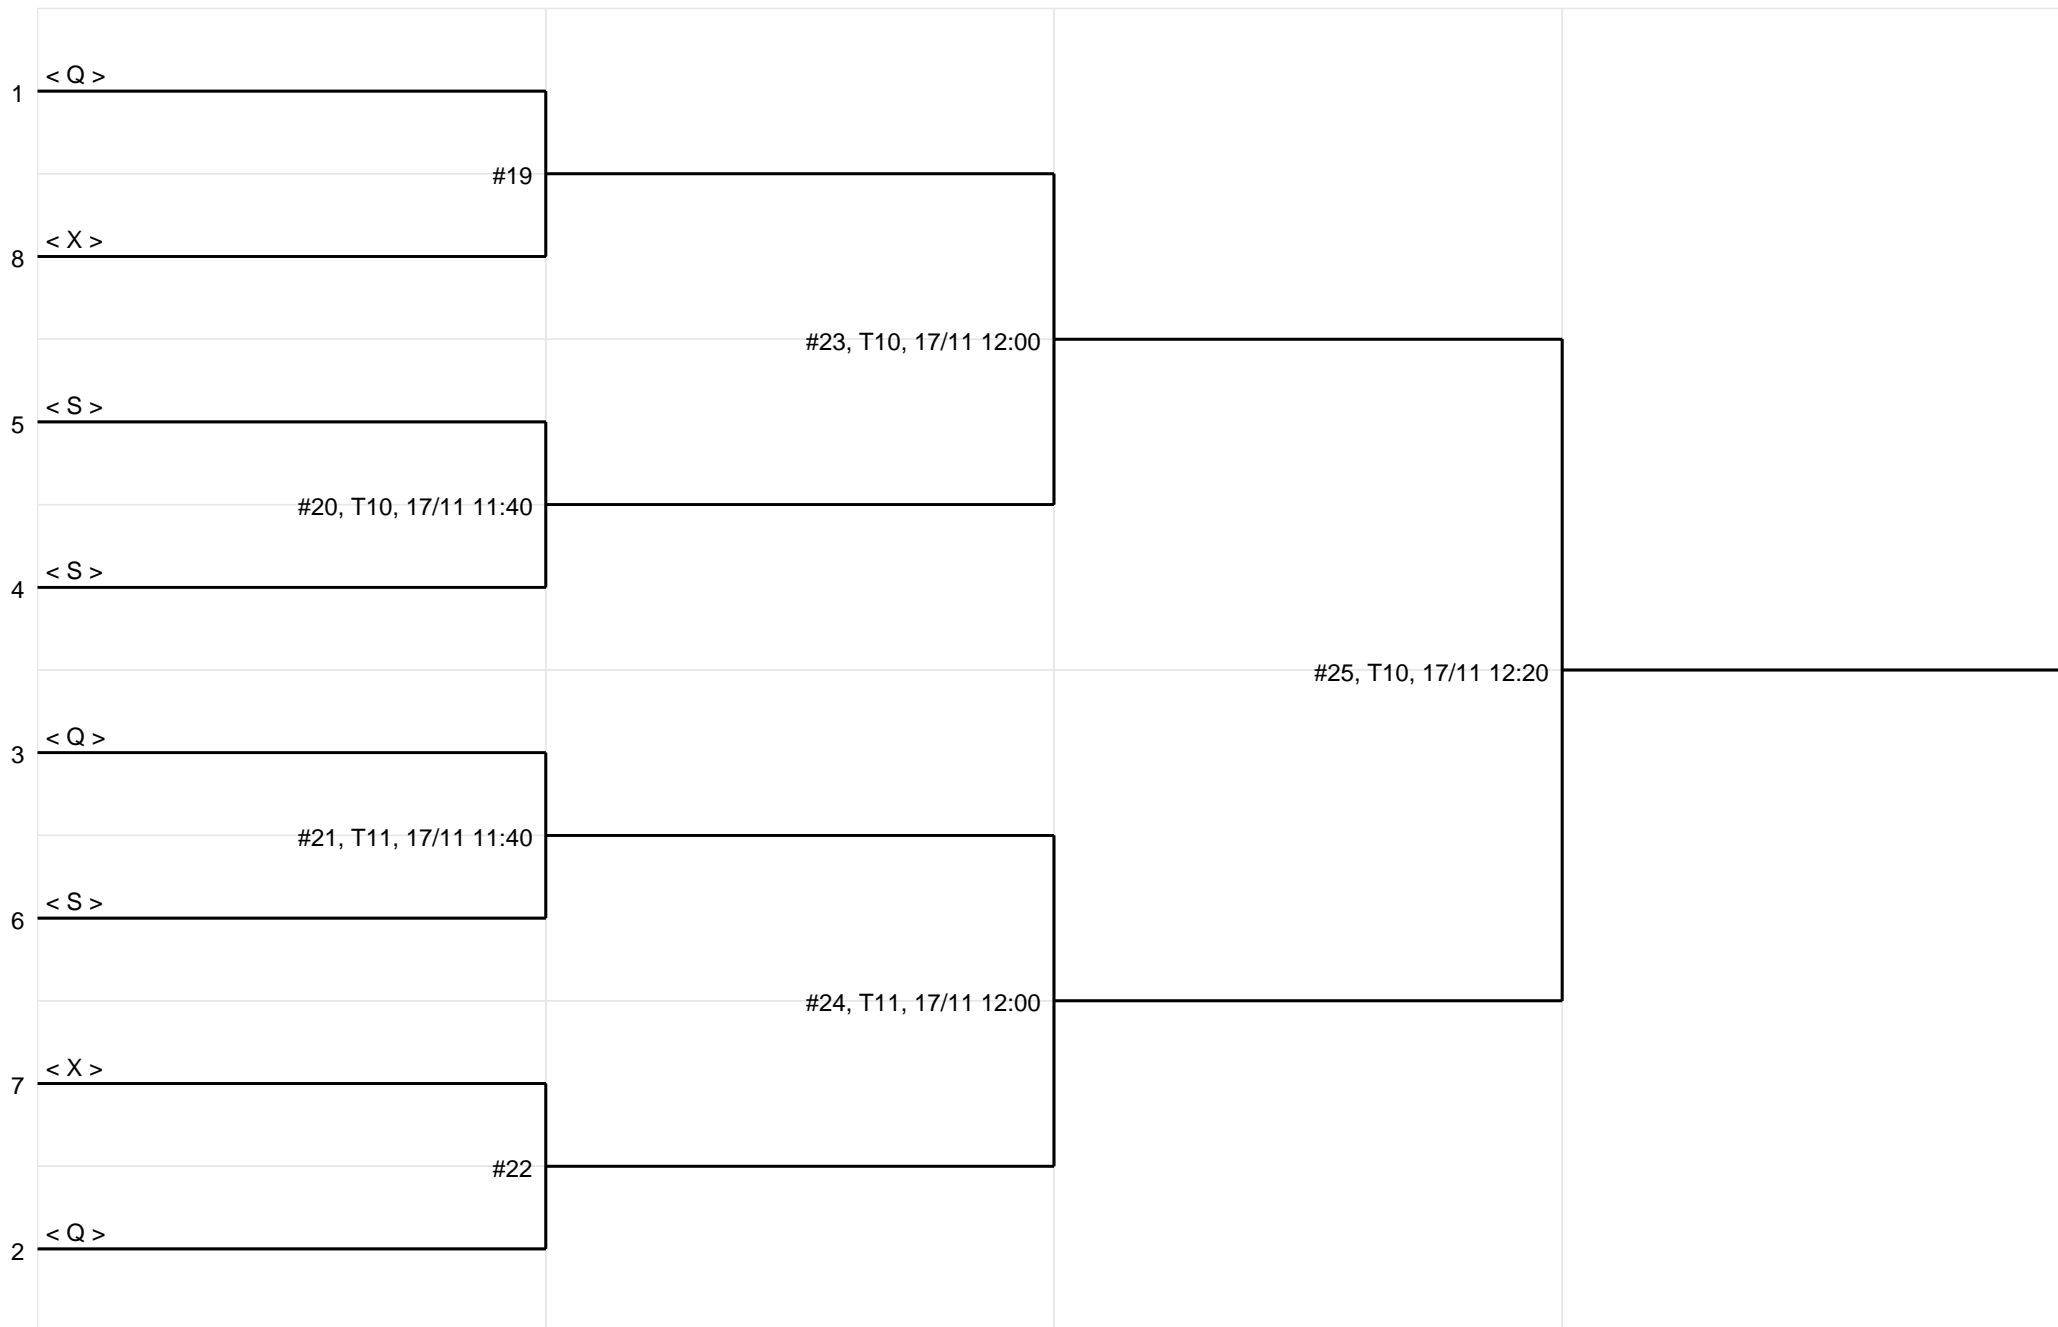 < Q >
1
#19
< X >
8
#23, T10, 17/11 12:00
< S >
5
#20, T10, 17/11 11:40
< S >
4
#25, T10, 17/11 12:20
< Q >
3
#21, T11, 17/11 11:40
< S >
6
#24, T11, 17/11 12:00
< X >
7
#22
< Q >
2